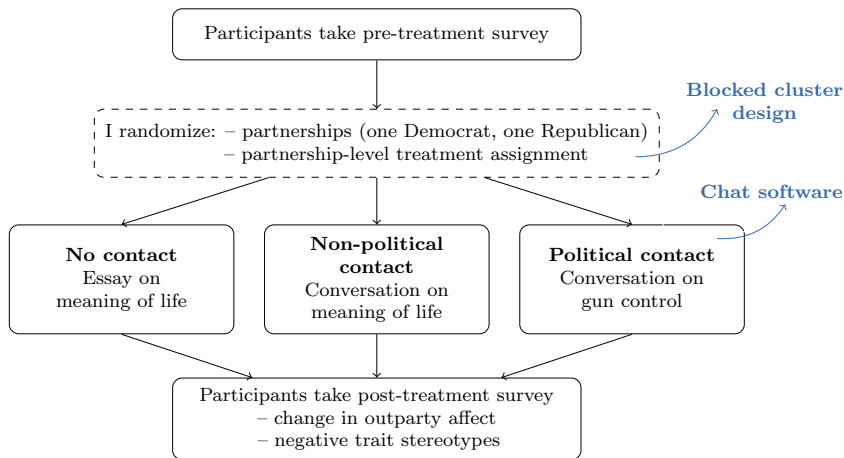 Participants take pre-treatment survey
Blocked cluster
design
I randomize: – partnerships (one Democrat, one Republican)
– partnership-level treatment assignment
Chat software
No contact
Essay on
meaning of life
Non-political
contact
Conversation on
meaning of life
Political contact
Conversation on
gun control
Participants take post-treatment survey
– change in outparty affect
– negative trait stereotypes